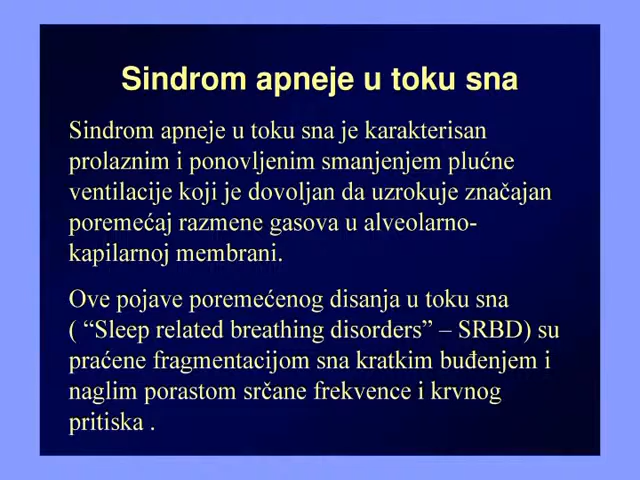 Sindrom apneje u toku sna
Sindrom apneje u toku sna je karakterisan
prolaznim i ponovljenim smanjenjem plućne
ventilacije koji je dovoljan da uzrokuje značajan
poremećaj razmene gasova u alveolarno-
kapilarnoj membrani.
Ove pojave poremećenog disanja u toku sna
( “Sleep related breathing disorders” – SRBD) su
praćene fragmentacijom sna kratkim buđenjem i
naglim porastom srčane frekvence i krvnog
pritiska .